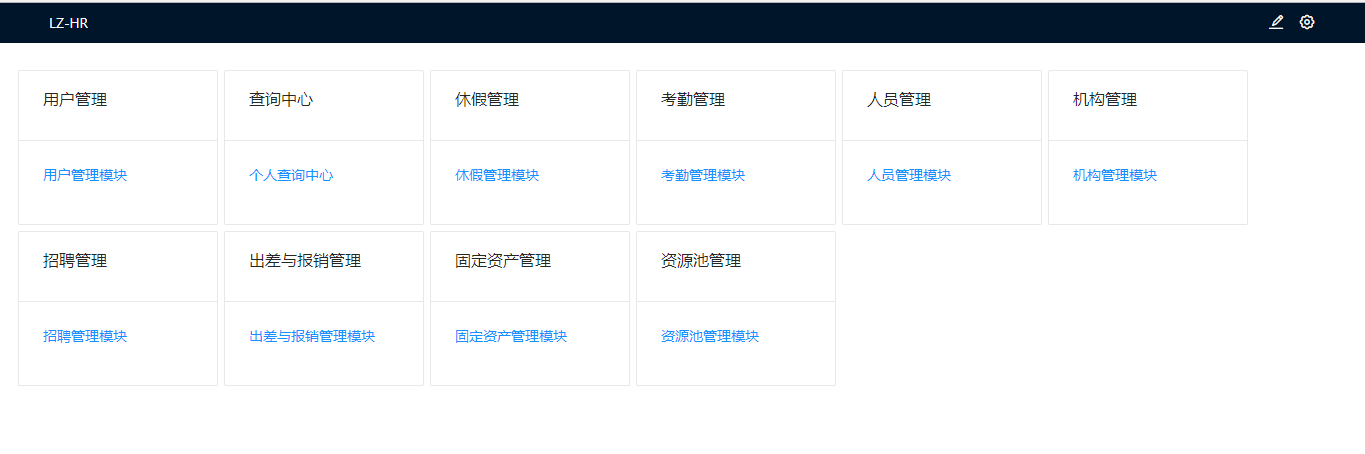 LZ-HR
用户管理
查询中心
休假管理
考勤管理
人员管理
机构管理
用户管理模块
个人查询中心
休假管理模块
考勤管理模块
人员管理模块
机构管理模块
招聘管理
出差与报销管理
固定资产管理
资源池管理
招聘管理模块
出差与报销管理模块
固定资产管理模块
资源池管理模块